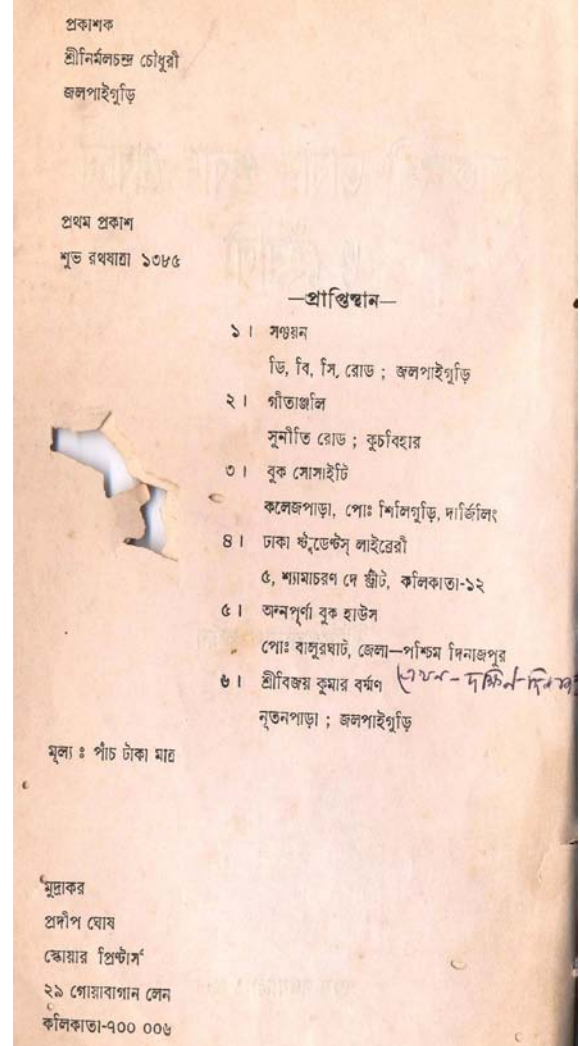 প্রকাশক
শ্রীনির্মলচন্দ্র চৌধুরী
জলপাইগুড়ি
প্রথম প্রকাশ
শুভ রথযাত্রা ১৩৮৫
—প্রাপ্তিস্থান—
১। সঞ্চয়ন
ডি, বি, সি, রোড ; জলপাইগুড়ি
২। গীতাঞ্জলি
সুনীতি রোড ; কুচবিহার
৩। বুক সোসাইটি
কলেজপাড়া, পোঃ শিলিগুড়ি, দার্জিলিং
৪। ঢাকা ষ্টুডেন্টস্ লাইব্রেরী
৫, শ্যামাচরণ দে ষ্ট্রীট, কলিকাতা-১২
৫। অন্নপূর্ণা বুক হাউস
পোঃ বালুরঘাট, জেলা—পশ্চিম দিনাজপুর
৬। শ্রীবিজয় কুমার বর্ম্মণ (এখন - দক্ষিন-
নূতনপাড়া ; জলপাইগুড়ি
মূল্য ঃ পাঁচ টাকা মাত্র
মুদ্রাকর
প্রদীপ ঘোষ
স্কোয়ার প্রিন্টার্স
২৯ গোয়াবাগান লেন
কলিকাতা-৭০০ ০০৬